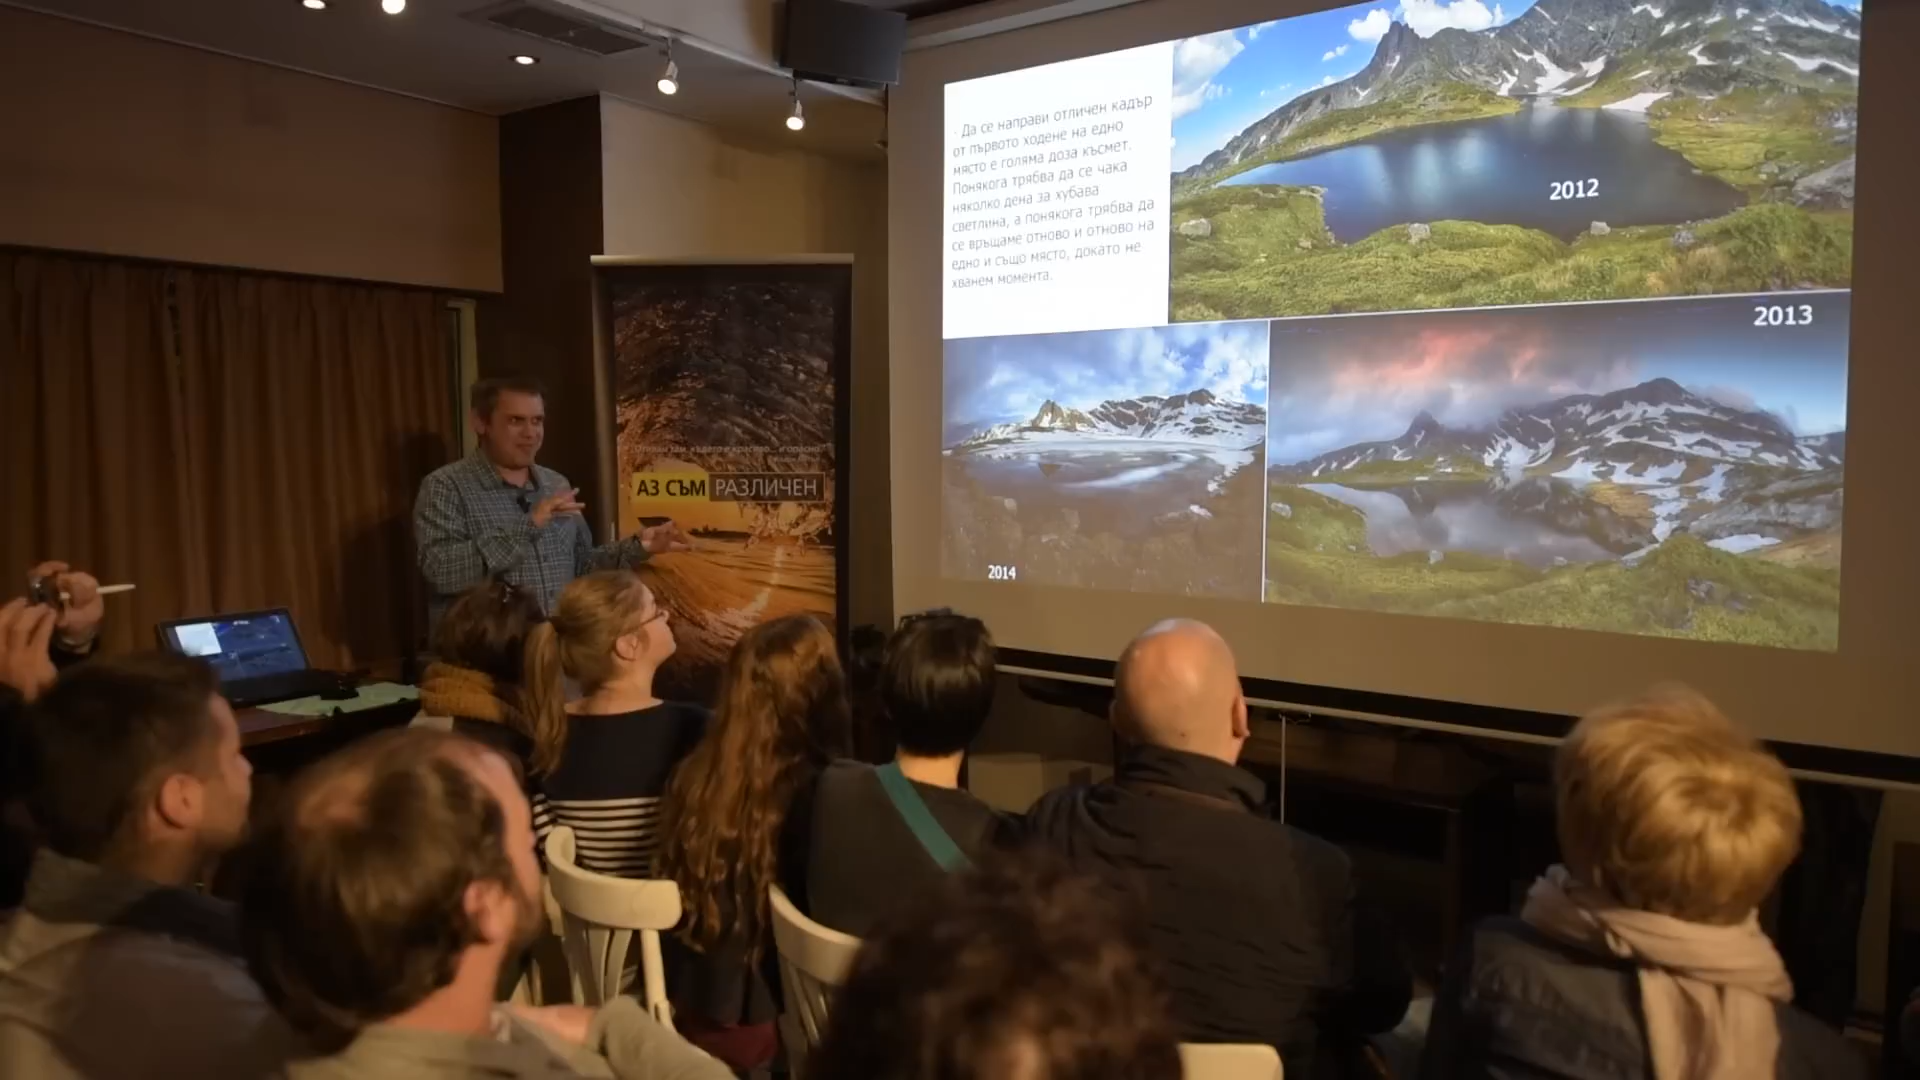 - Да се направи отличен кадър
от първото ходене на едно
място е голяма доза късмет.
Понякога трябва да се чака
няколко дена за хубава
светлина, а понякога трябва да
се връщаме отново и отново на
едно и също място, докато не
хванем момента.
2012
2013
2014
АЗ СЪМ РАЗЛИЧЕН